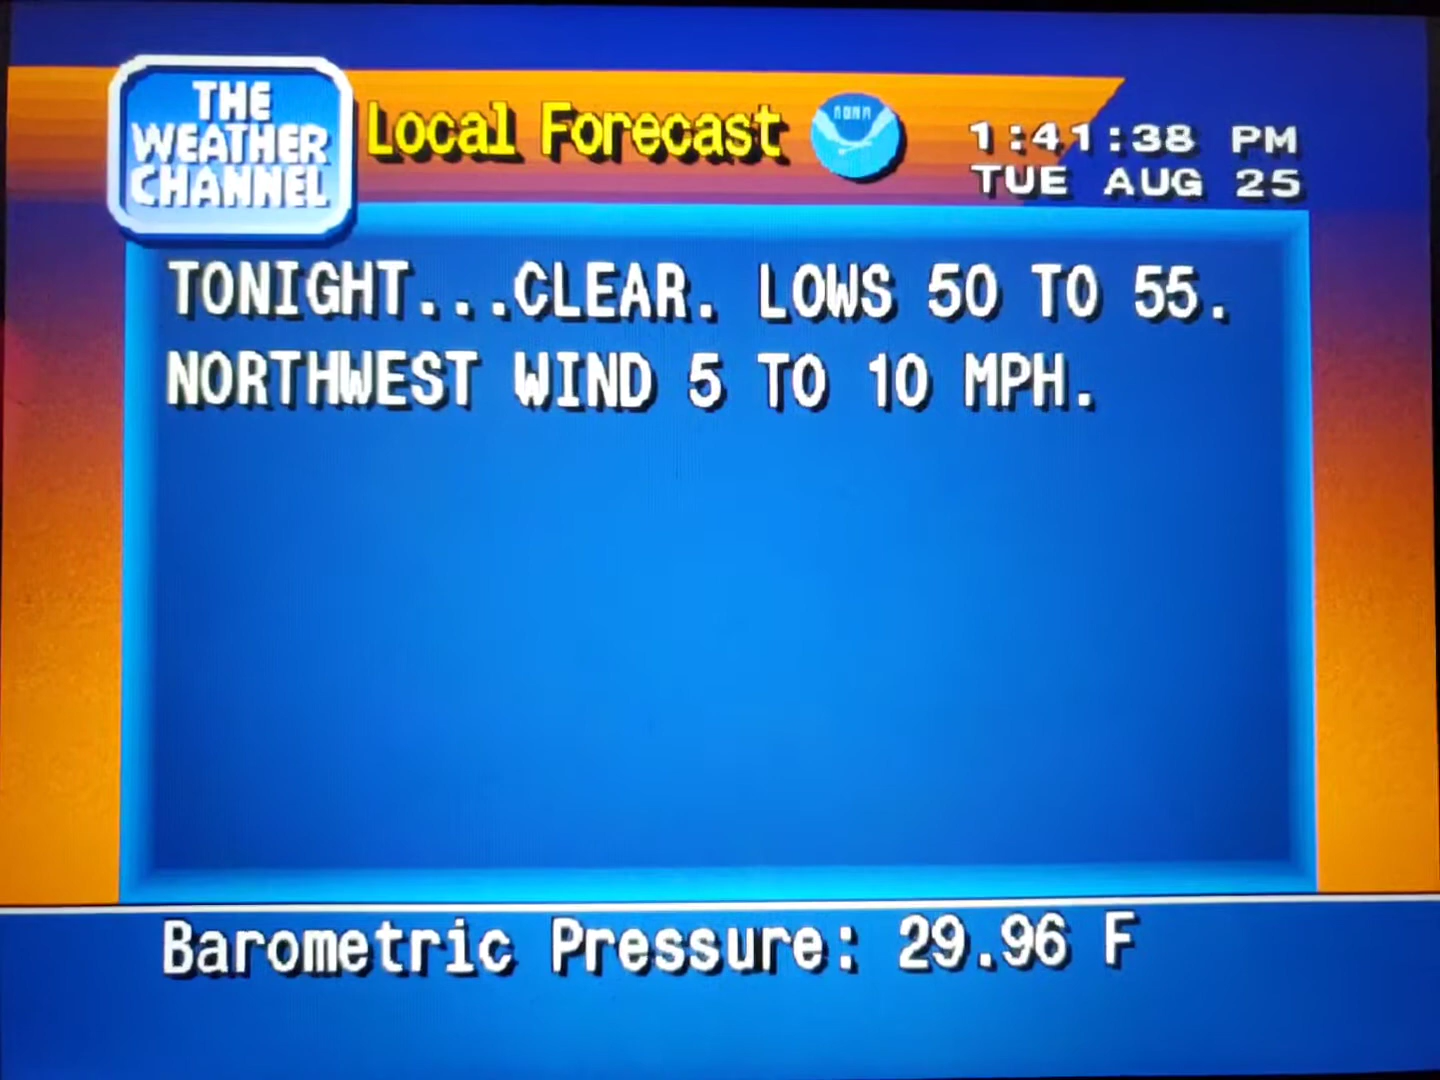 THE
WEATHER
CHANNEL
Local Forecast
NOAA
1:41:38 PM
TUE AUG 25
TONIGHT...CLEAR. LOWS 50 TO 55.
NORTHWEST WIND 5 TO 10 MPH.
Barometric Pressure: 29.96 F